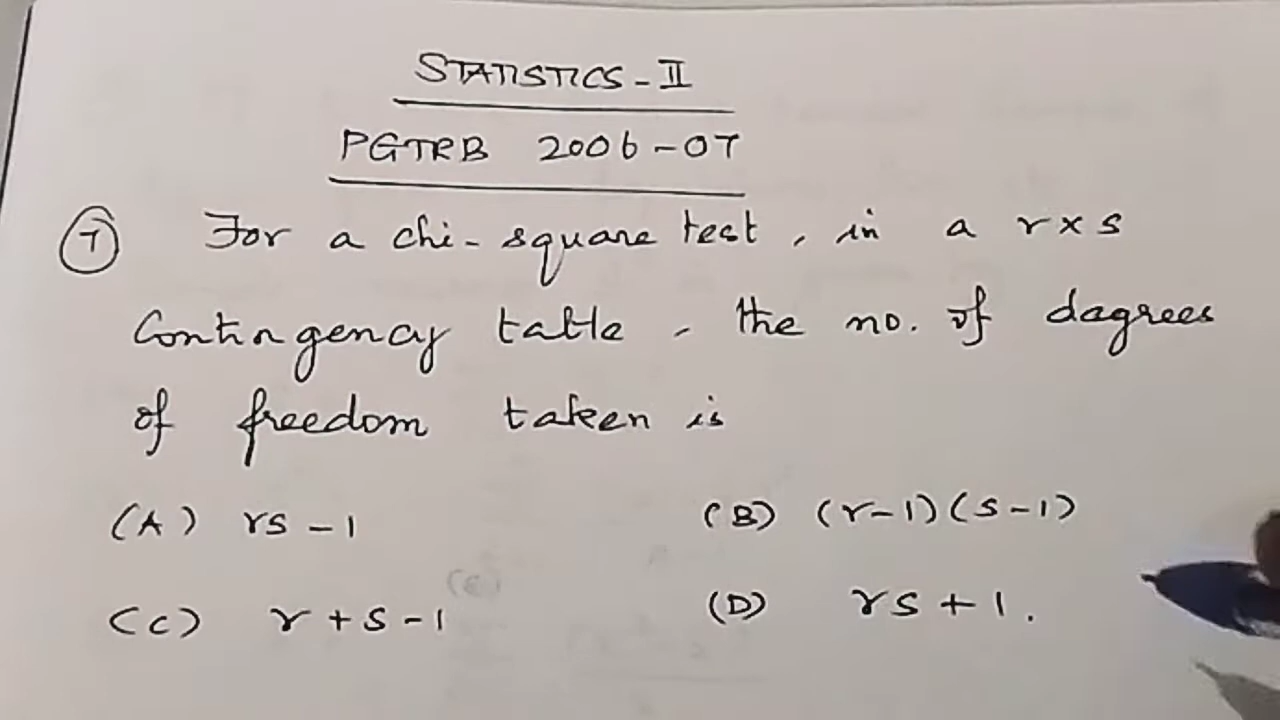 STATISTICS-II
PGTRB 2006-07
7 For a chi-square test, in a r×s
Contingency table, the no. of dagrees
of freedom taken is
(A) rs-1 (B) (r-1)(s-1)
(C) r+s-1 (D) rs+1.